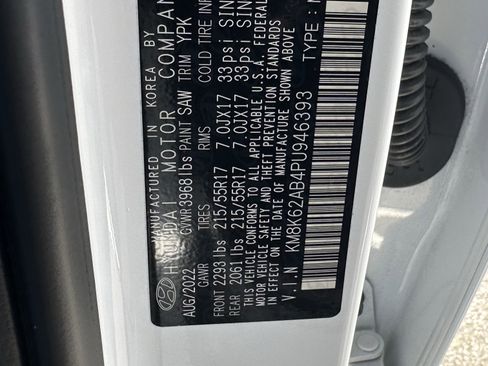 MANUFACTURED IN KOREA BY
HYUNDAI MOTOR COMPANY
AUG/2022 GVWR3968lbs PAINT SAW TRIM YPK
GAWR TIRES RIMS COLD TIRE INF
FRONT 2293 lbs 215/55R17 7.0JX17 33psi SIN
REAR 2061 lbs 215/55R17 7.0JX17 33psi SIN
THIS VEHICLE CONFORMS TO ALL APPLICABLE U.S.A. FEDERAL
MOTOR VEHICLE SAFETY AND THEFT PREVENTION STANDARDS
IN EFFECT ON THE DATE OF MANUFACTURE SHOWN ABOVE
V.I.N KM8K62AB4PU946393 TYPE :